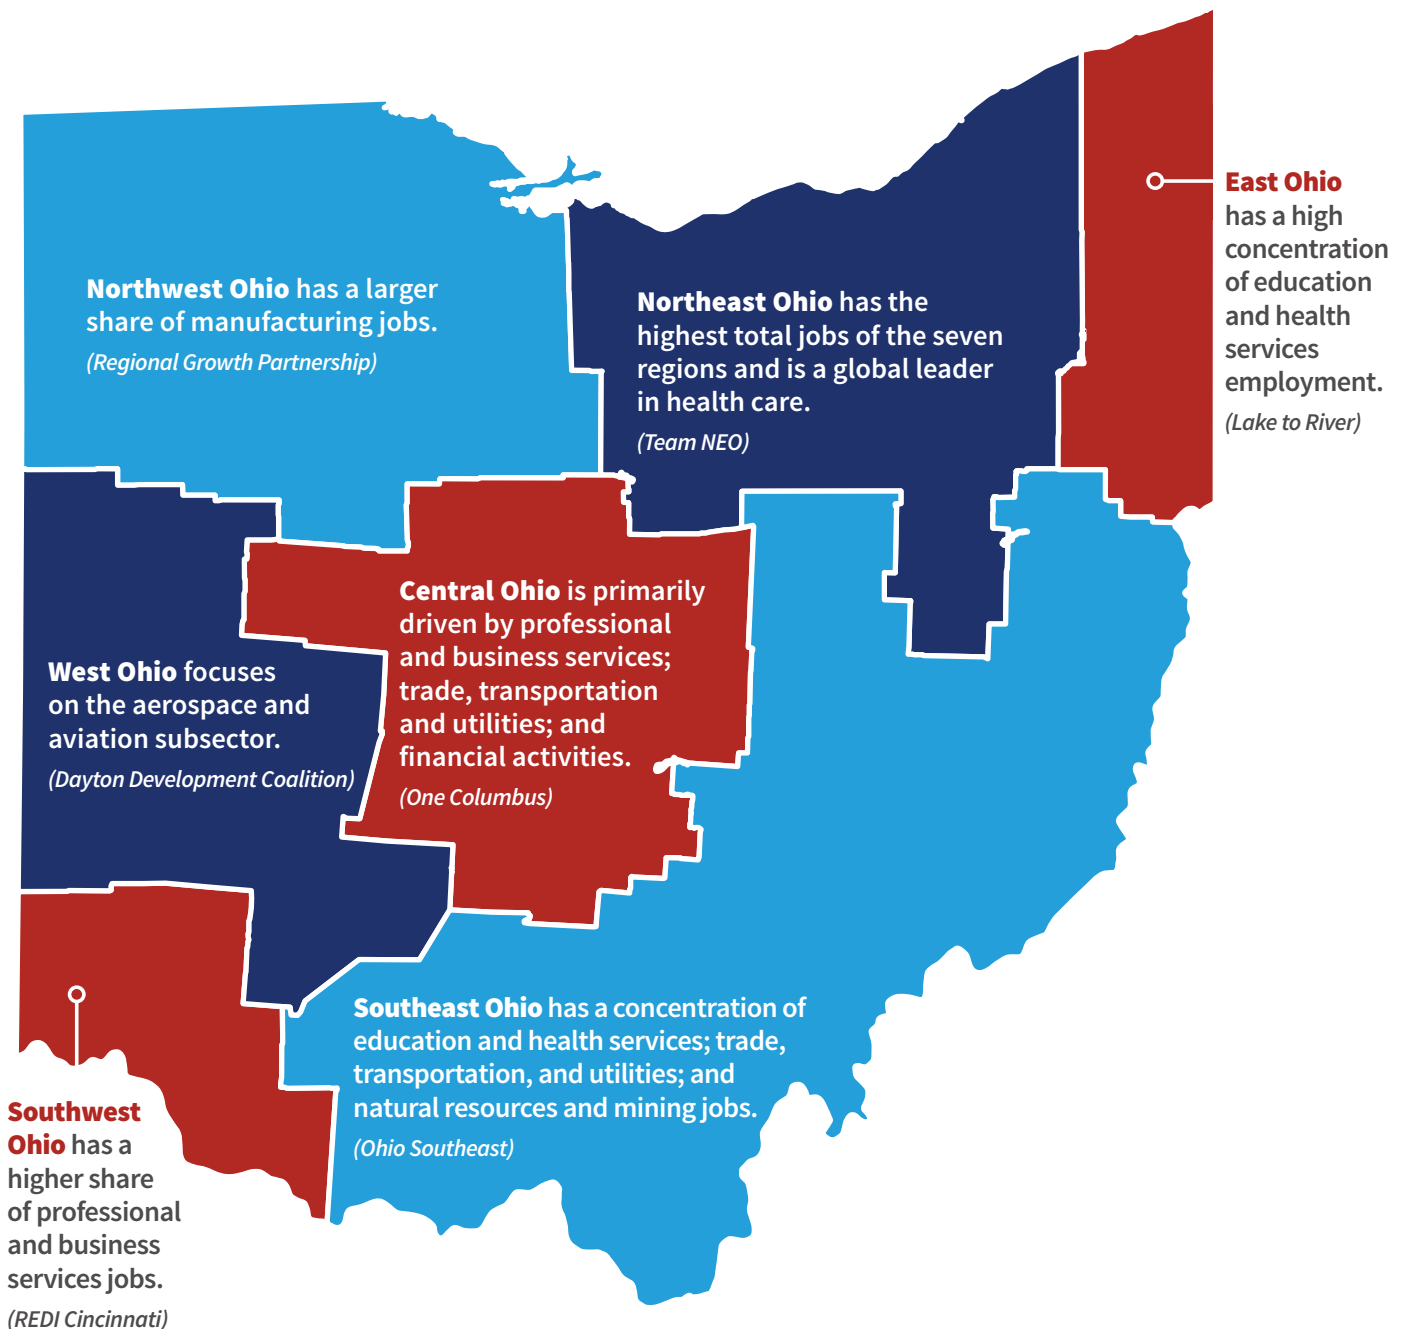 Northwest Ohio has a larger
share of manufacturing jobs.
(Regional Growth Partnership)
Northeast Ohio has the
highest total jobs of the seven
regions and is a global leader
in health care.
(Team NEO)
East Ohio
has a high
concentration
of education
and health
services
employment.
(Lake to River)
West Ohio focuses
on the aerospace and
aviation subsector.
(Dayton Development Coalition)
Central Ohio is primarily
driven by professional
and business services;
trade, transportation
and utilities; and
financial activities.
(One Columbus)
Southeast Ohio has a concentration of
education and health services; trade,
transportation, and utilities; and
natural resources and mining jobs.
(Ohio Southeast)
Southwest
Ohio has a
higher share
of professional
and business
services jobs.
(REDI Cincinnati)